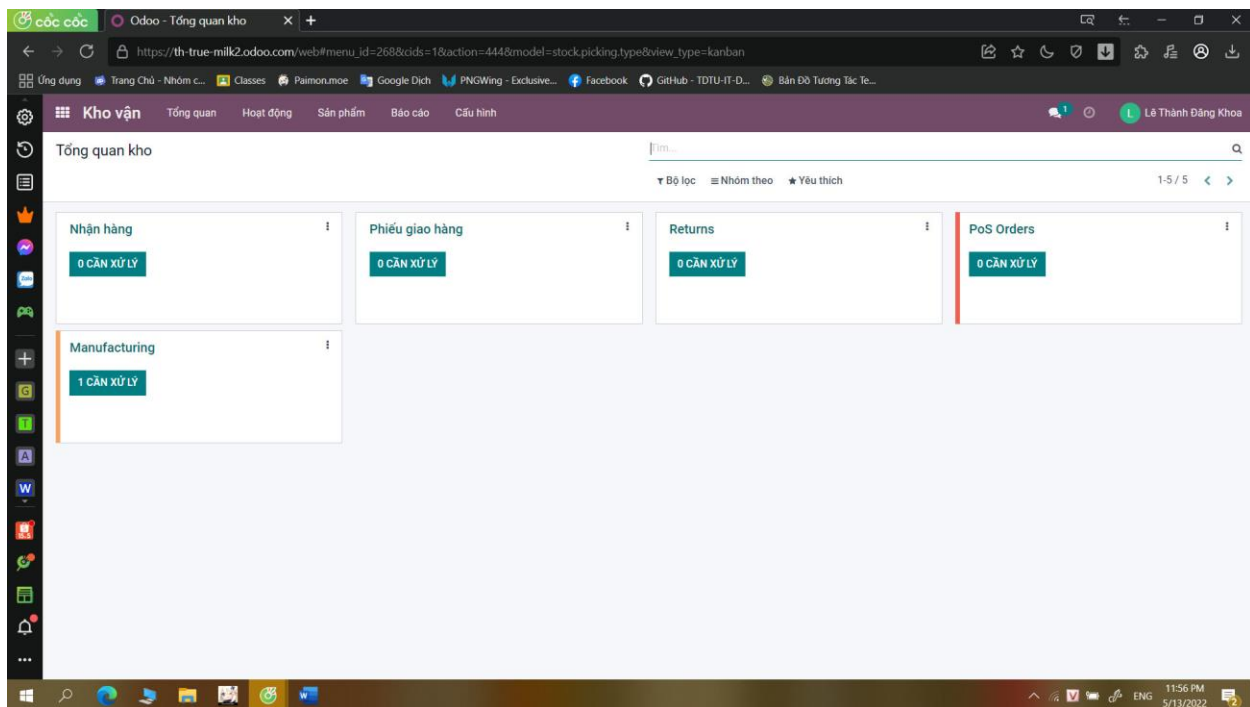 cốc cốc
Odoo - Tổng quan kho
https://th-true-milk2.odoo.com/web#menu_id=268&cids=1&action=444&model=stock.picking.type&view_type=kanban
Ứng dụng Trang Chủ - Nhóm c... Classes Paimon.moe Google Dịch PNGWing - Exclusive... Facebook GitHub - TDTU-IT-D... Bản Đồ Tương Tác Te...
Kho vận Tổng quan Hoạt động Sản phẩm Báo cáo Cấu hình 1 L Lê Thành Đăng Khoa
Tổng quan kho Tìm...
Bộ lọc Nhóm theo Yêu thích 1-5 / 5
Nhận hàng Phiếu giao hàng Returns PoS Orders
0 CẦN XỬ LÝ 0 CẦN XỬ LÝ 0 CẦN XỬ LÝ 0 CẦN XỬ LÝ
Manufacturing
1 CẦN XỬ LÝ
Zalo
G
T
A
W
15.5
ENG 11:56 PM
5/13/2022 2